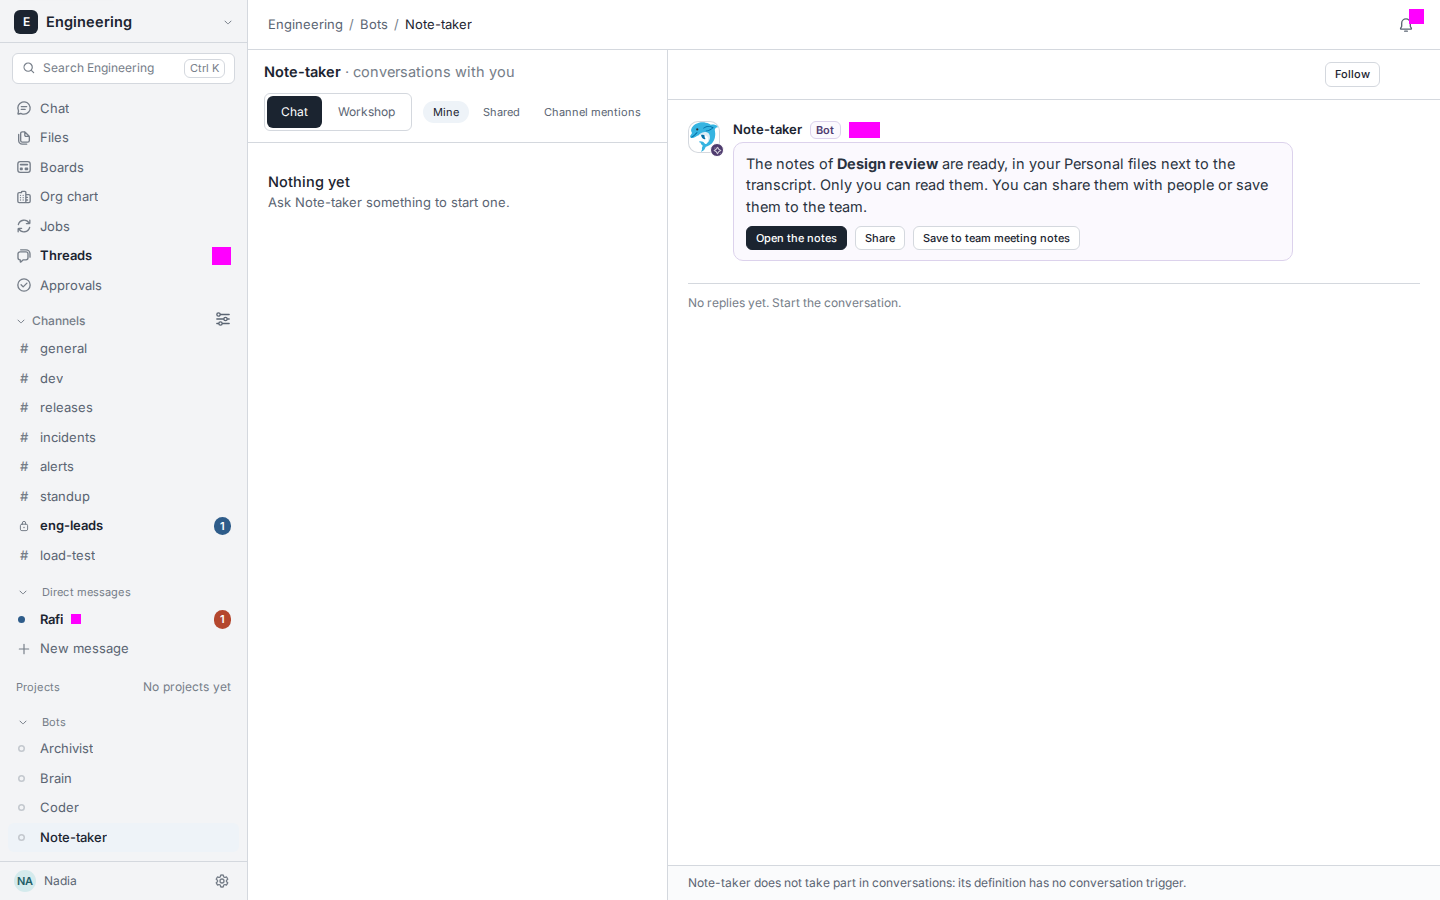 E Engineering
Search Engineering Ctrl K
Chat
Files
Boards
Org chart
Jobs
Threads
Approvals
Channels
# general
# dev
# releases
# incidents
# alerts
# standup
eng-leads 1
# load-test
Direct messages
Rafi 1
New message
Projects No projects yet
Bots
Archivist
Brain
Coder
Note-taker
NA Nadia
Engineering / Bots / Note-taker
Note-taker · conversations with you
Chat Workshop Mine Shared Channel mentions
Nothing yet
Ask Note-taker something to start one.
Follow
Note-taker Bot
The notes of Design review are ready, in your Personal files next to the
transcript. Only you can read them. You can share them with people or save
them to the team.
Open the notes Share Save to team meeting notes
No replies yet. Start the conversation.
Note-taker does not take part in conversations: its definition has no conversation trigger.